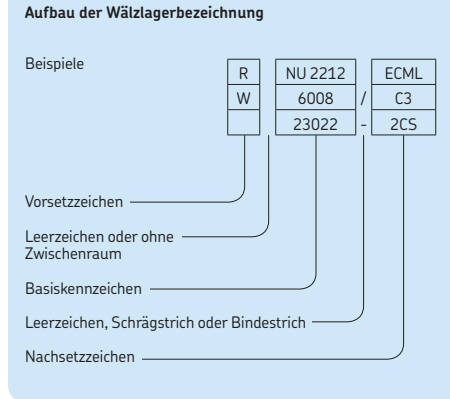 Aufbau der Wälzlagerbezeichnung
Beispiele
R NU 2212 ECML
W 6008 / C3
23022 - 2CS
Vorsetzzeichen
Leerzeichen oder ohne
Zwischenraum
Basiskennzeichen
Leerzeichen, Schrägstrich oder Bindestrich
Nachsetzzeichen